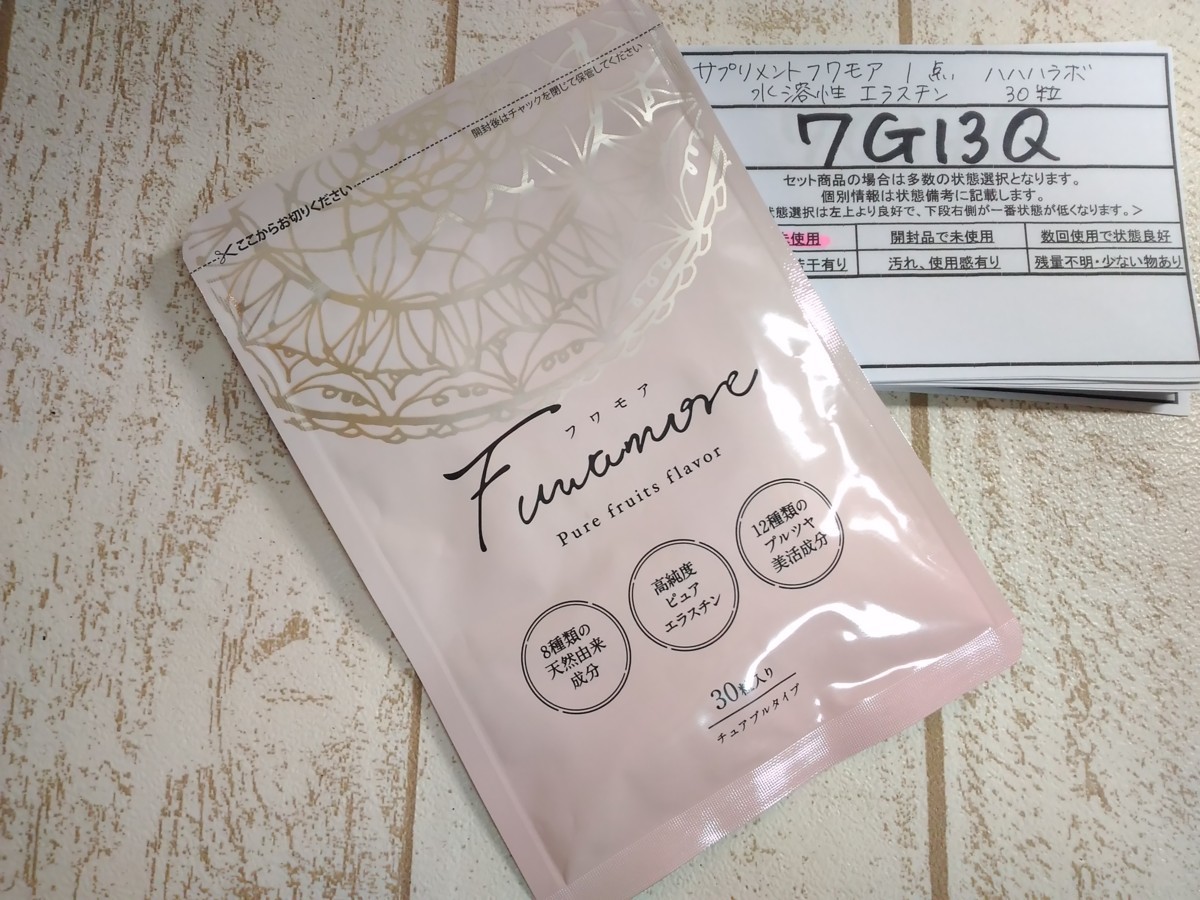 サプリメントフワモア 1点 ハハハラボ
水溶性エラスチン 30粒
7G13Q
セット商品の場合は多数の状態選択となります。
個別情報は状態備考に記載します。
態選択は左上より良好で、下段右側が一番状態が低くなります。>
使用
開封品で未使用
数回使用で状態良好
干有り
汚れ、使用感有り
残量不明・少ない物あり
開封後はチャックを閉じて保管してください
ここからお切りください
フワモア
Fuwamore
Pure fruits flavor
8種類の
天然由来
成分
高純度
ピュア
エラスチン
12種類の
プルツヤ
美活成分
30粒入り
チュアブルタイプ